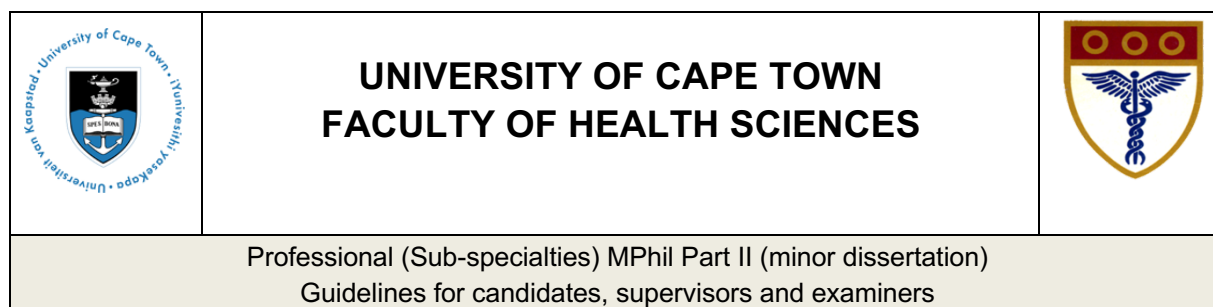 University of Cape Town · iYunivesithi yaseKapa · Universiteit van Kaapstad ·
SPES BONA
UNIVERSITY OF CAPE TOWN
FACULTY OF HEALTH SCIENCES
Professional (Sub-specialties) MPhil Part II (minor dissertation)
Guidelines for candidates, supervisors and examiners